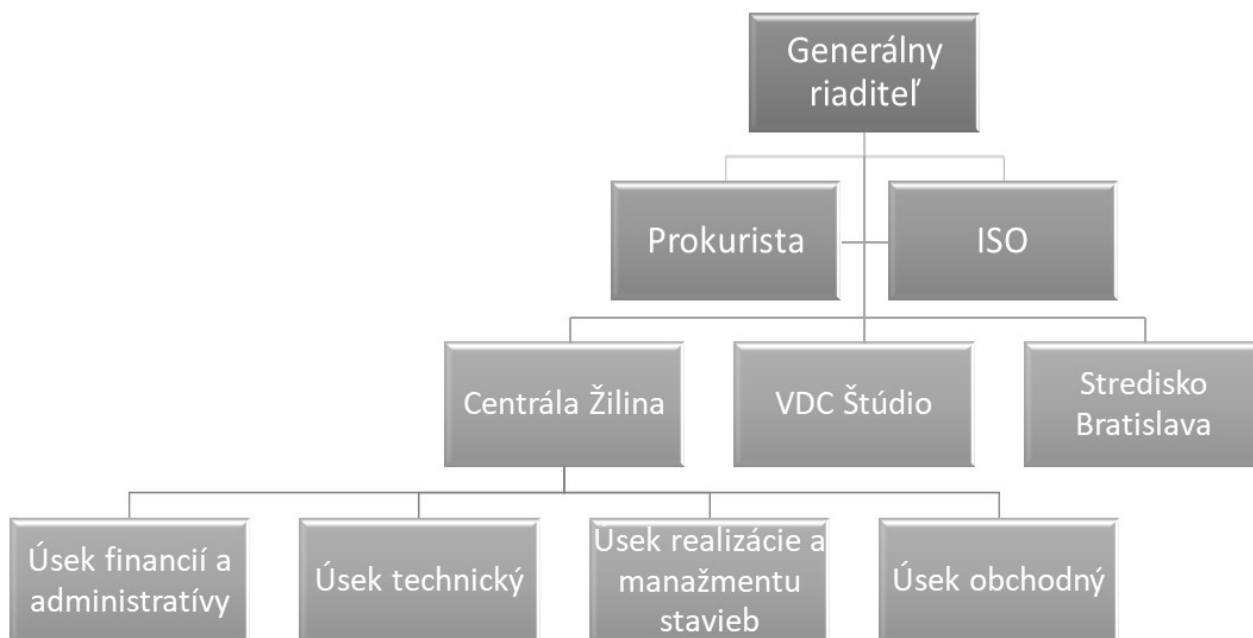 Generálny
riaditeľ
Prokurista
ISO
Centrála Žilina
VDC Štúdio
Stredisko
Bratislava
Úsek financií a
administratívy
Úsek technický
Úsek realizácie a
manažmentu
stavieb
Úsek obchodný